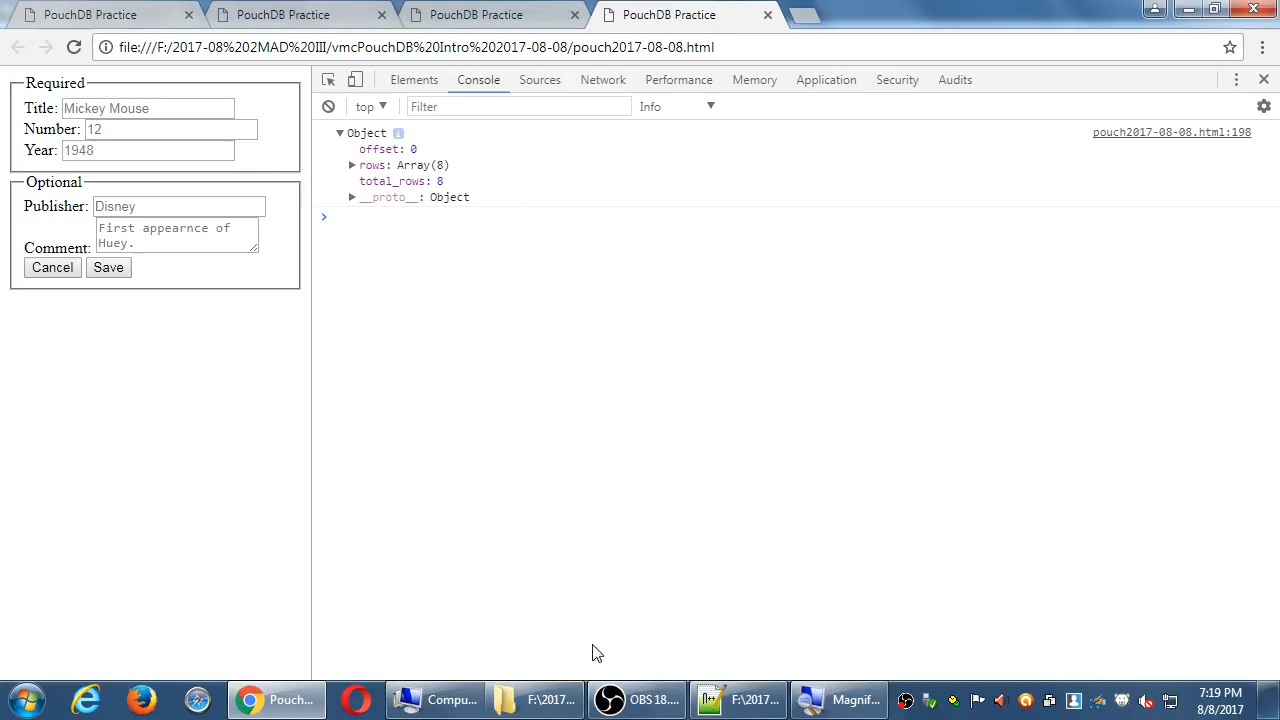 PouchDB Practice PouchDB Practice PouchDB Practice PouchDB Practice
file:///F:/2017-08%202MAD%20III/vmcPouchDB%20Intro%202017-08-08/pouch2017-08-08.html
Elements Console Sources Network Performance Memory Application Security Audits
top Filter Info
Required
Title: Mickey Mouse
Number: 12
Year: 1948
Optional
Publisher: Disney
Comment: First appearnce of
Huey.
Cancel Save
Object i pouch2017-08-08.html:198
offset: 0
rows: Array(8)
total_rows: 8
__proto__: Object
Pouch... Compu... F:\2017... OBS 18.... F:\2017... Magnif...
7:19 PM
8/8/2017